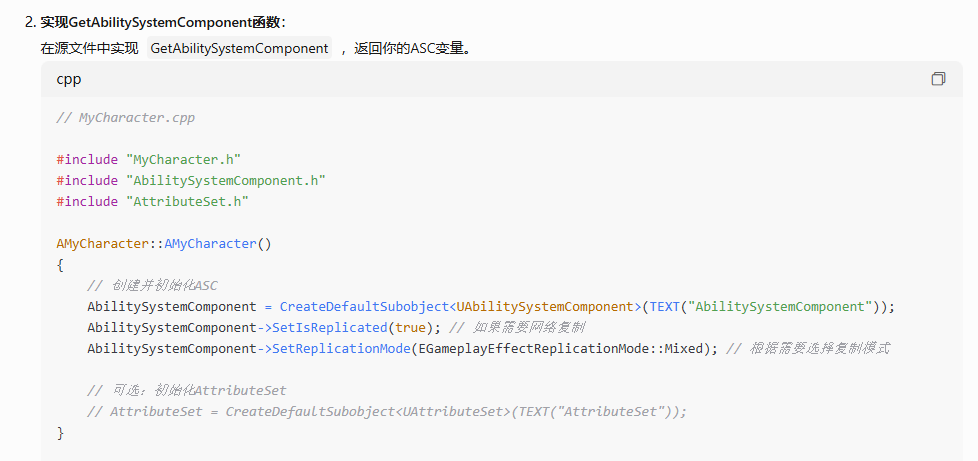 2. 实现GetAbilitySystemComponent函数：
在源文件中实现 GetAbilitySystemComponent ，返回你的ASC变量。
cpp
// MyCharacter.cpp
#include "MyCharacter.h"
#include "AbilitySystemComponent.h"
#include "AttributeSet.h"
AMyCharacter::AMyCharacter()
{
    // 创建并初始化ASC
    AbilitySystemComponent = CreateDefaultSubobject<UAbilitySystemComponent>(TEXT("AbilitySystemComponent"));
    AbilitySystemComponent->SetIsReplicated(true); // 如果需要网络复制
    AbilitySystemComponent->SetReplicationMode(EGameplayEffectReplicationMode::Mixed); // 根据需要选择复制模式
    // 可选：初始化AttributeSet
    // AttributeSet = CreateDefaultSubobject<UAttributeSet>(TEXT("AttributeSet"));
}